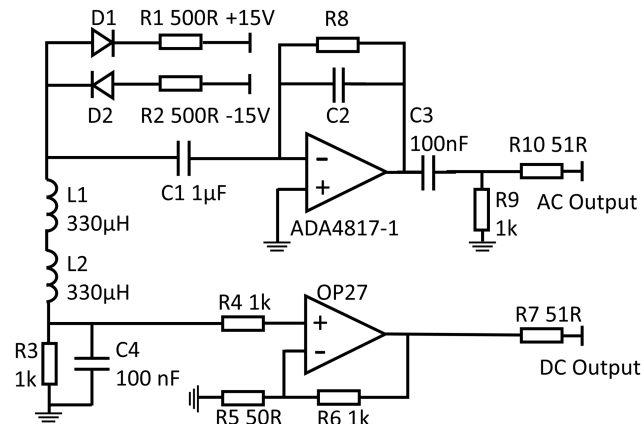 D1 R1 500R +15V
D2 R2 500R -15V
R8
C2
C3
100nF
C1 1µF
-
+
ADA4817-1
R10 51R
R9
1k
AC Output
L1
330µH
L2
330µH
R3
1k
C4
100 nF
R4 1k
OP27
+
-
R5 50R R6 1k
R7 51R
DC Output